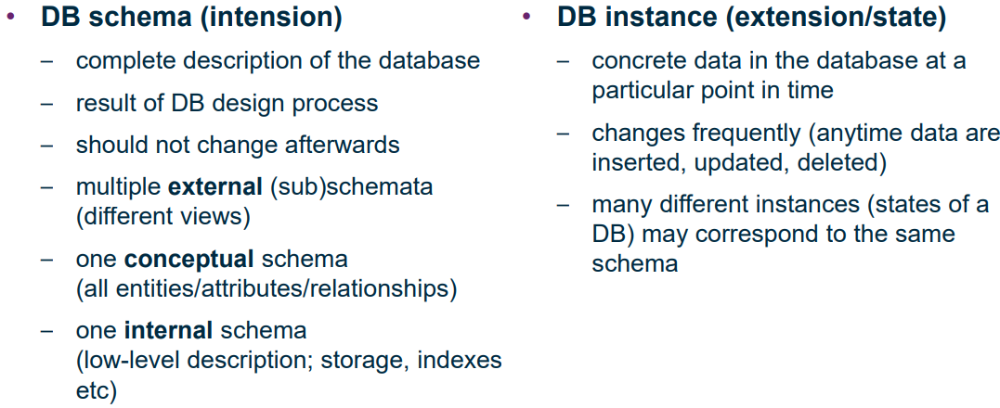 • DB schema (intension)
– complete description of the database
– result of DB design process
– should not change afterwards
– multiple external (sub)schemata
(different views)
– one conceptual schema
(all entities/attributes/relationships)
– one internal schema
(low-level description; storage, indexes
etc)
• DB instance (extension/state)
– concrete data in the database at a
particular point in time
– changes frequently (anytime data are
inserted, updated, deleted)
– many different instances (states of a
DB) may correspond to the same
schema